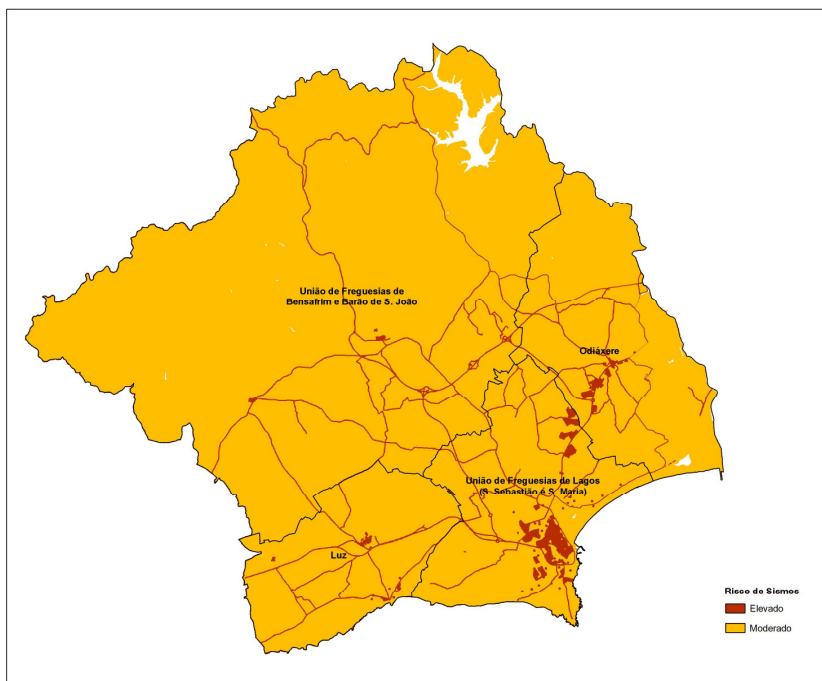 União de Freguesias de
Bensafrim e Barão de S. João
Odiáxere
União de Freguesias de Lagos
(S. Sebastião e S. Maria)
Luz
Risco de Sismos
Elevado
Moderado